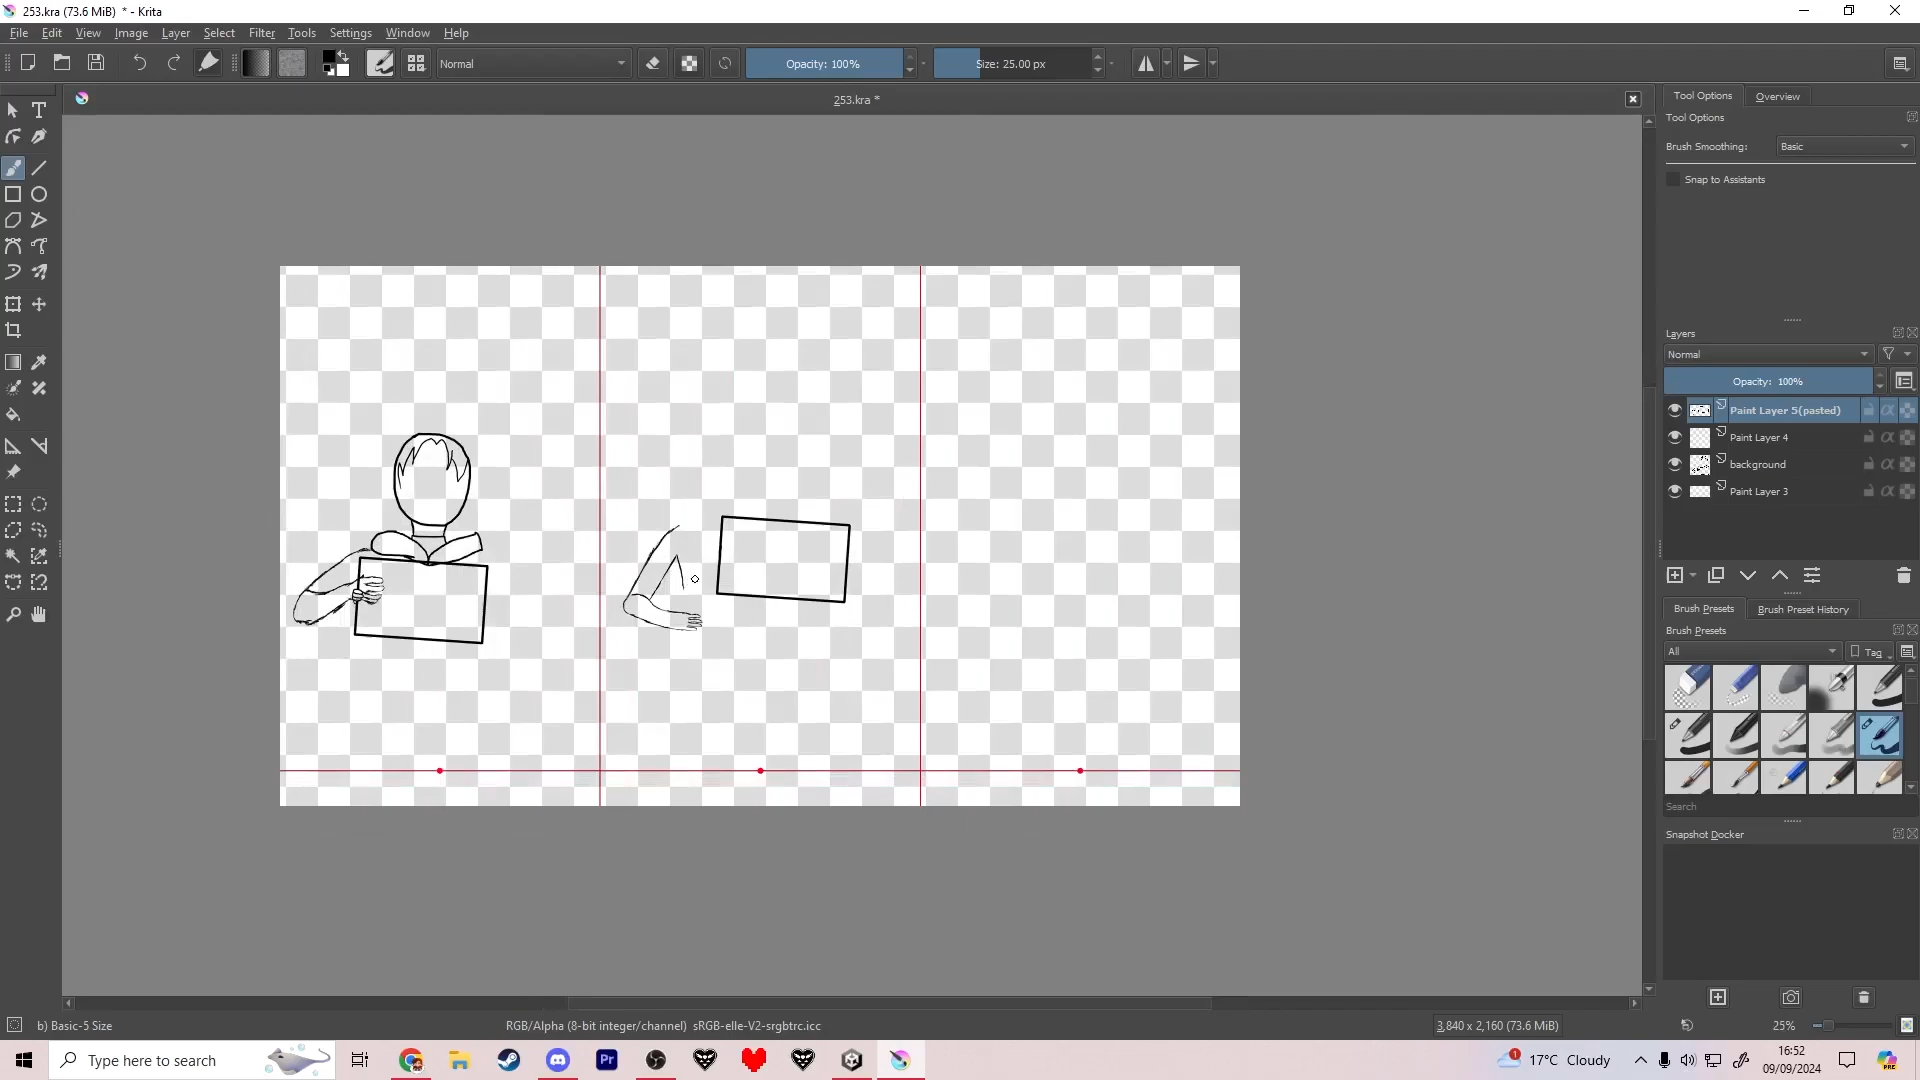 253.kra (73.6 MiB)  * - Krita
File Edit View Image Layer Select Filter Tools Settings Window Help
Normal
Opacity: 100%
Size: 25.00 px
253.kra *
Tool Options
Overview
Tool Options
Brush Smoothing:
Basic
Snap to Assistants
Layers
Normal
Opacity:  100%
Paint Layer 5(pasted)
Paint Layer 4
background
Paint Layer 3
Brush Presets
Brush Preset History
Brush Presets
All
Tag
Search
Snapshot Docker
b) Basic-5 Size
RGB/Alpha (8-bit integer/channel)  sRGB-elle-V2-srgbtrc.icc
3,840 x 2,160 (73.6 MiB)
25%
Type here to search
Pr
1
17°C Cloudy
16:52
09/09/2024
PRE